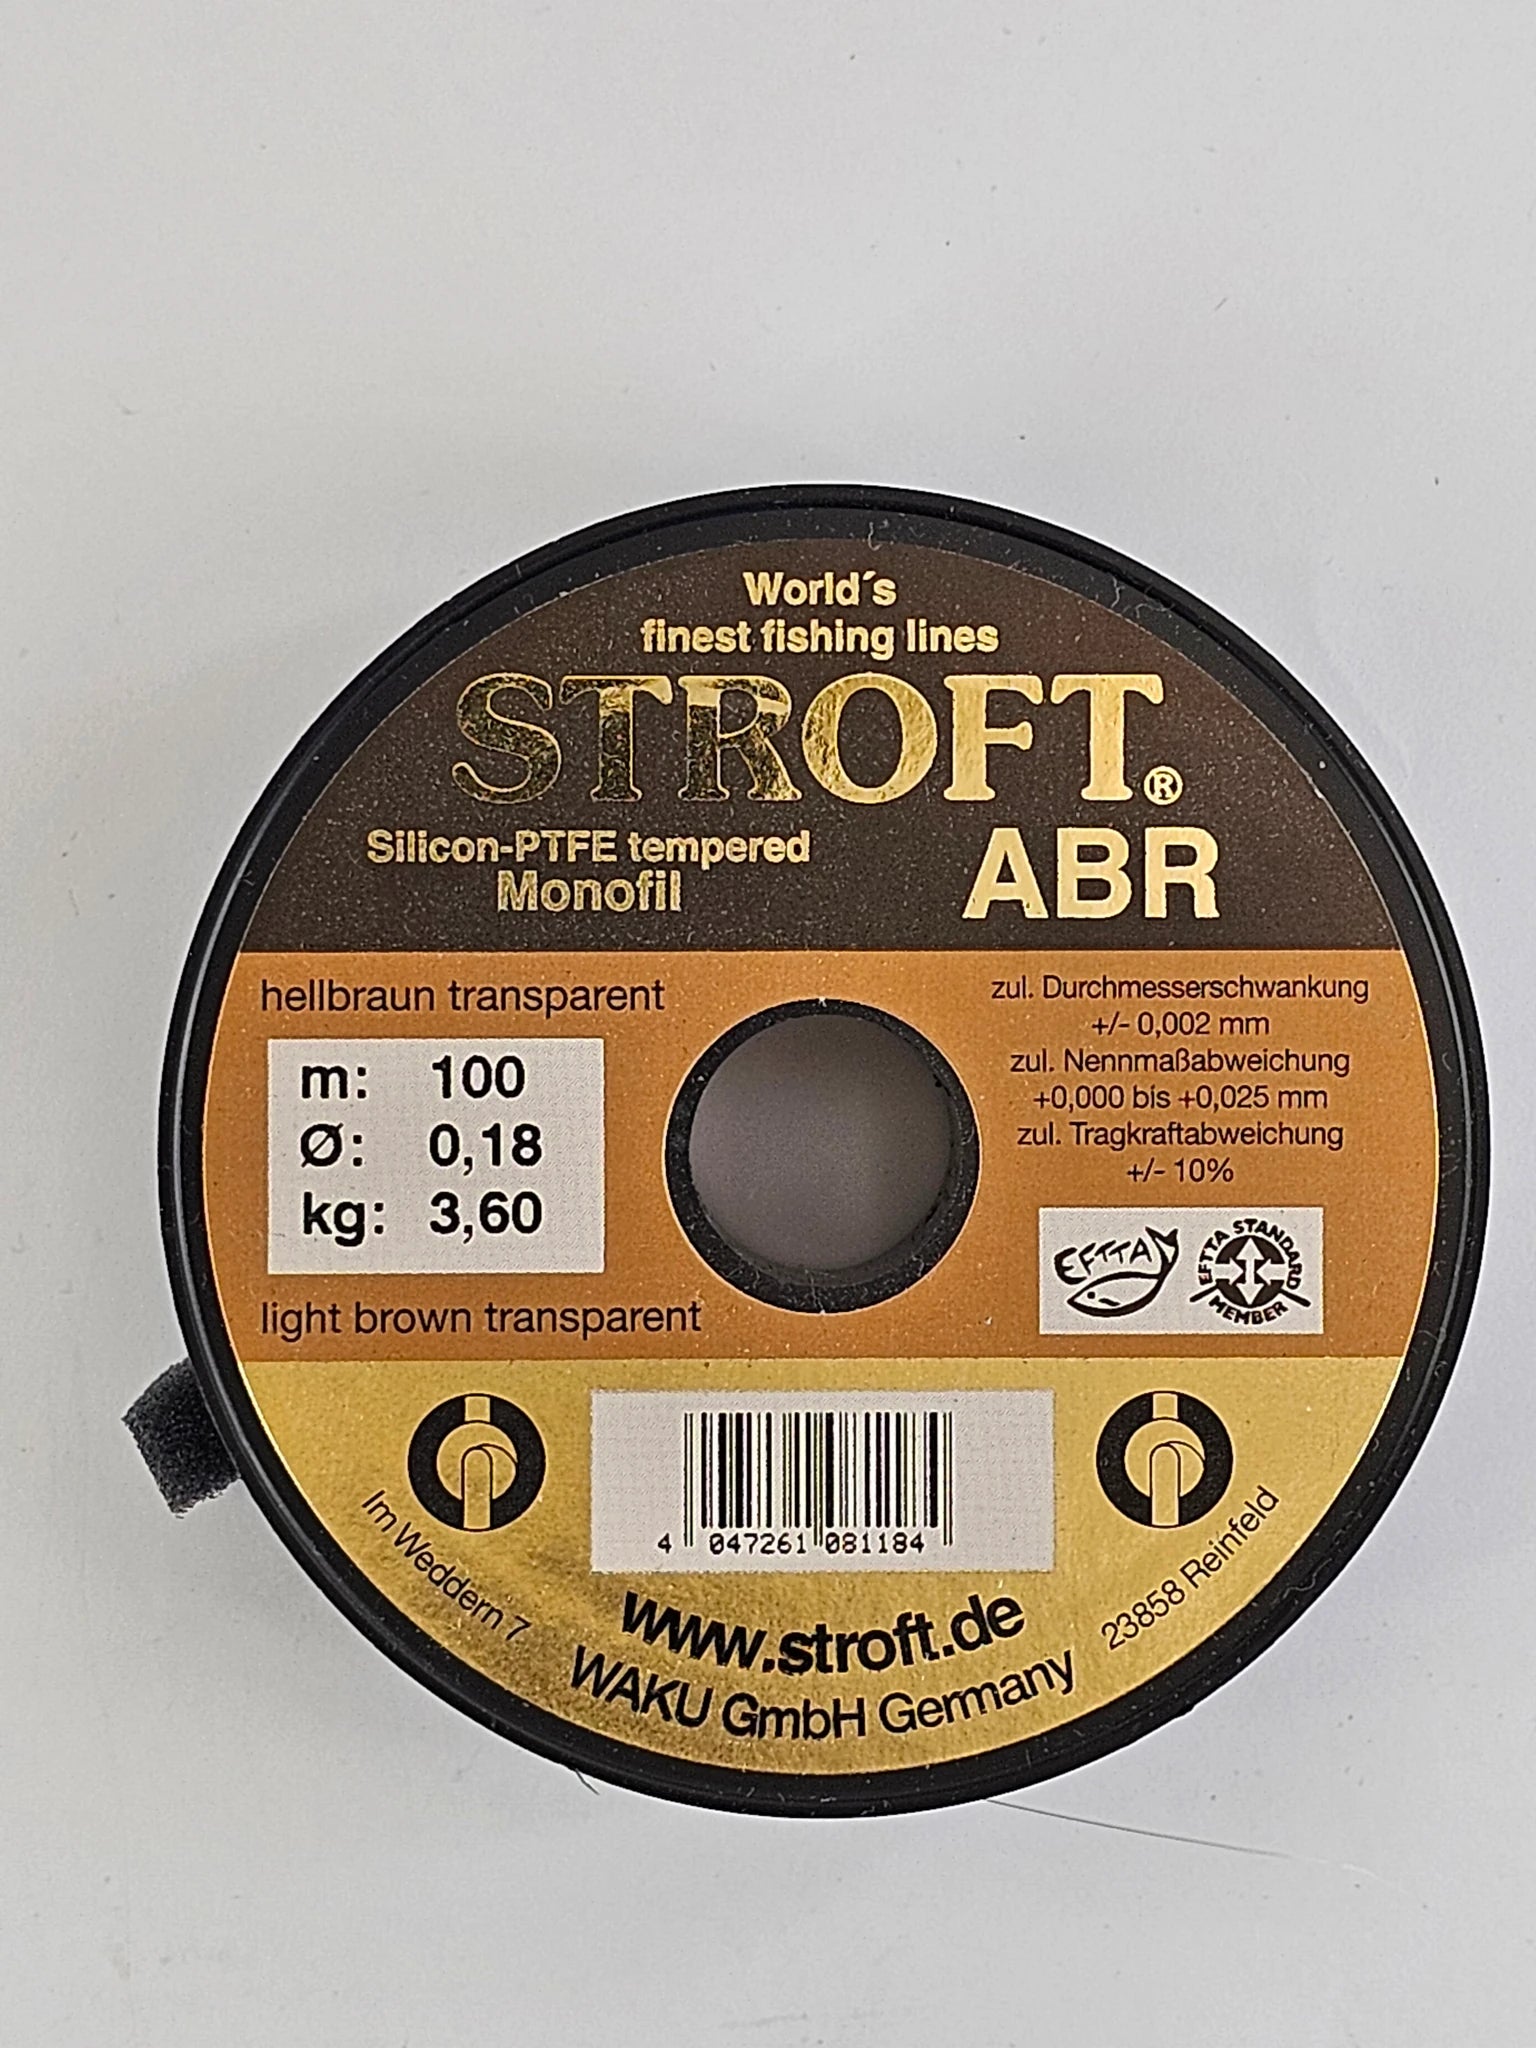 World´s
finest fishing lines
STROFT®
Silicon-PTFE tempered
Monofil
ABR
hellbraun transparent
m: 100
Ø: 0,18
kg: 3,60
light brown transparent
zul. Durchmesserschwankung
+/- 0,002 mm
zul. Nennmaßabweichung
+0,000 bis +0,025 mm
zul. Tragkraftabweichung
+/- 10%
EFTTA
EFTTA STANDARD
MEMBER
4 047261 081184
Im Weddern 7
www.stroft.de
WAKU GmbH Germany
23858 Reinfeld